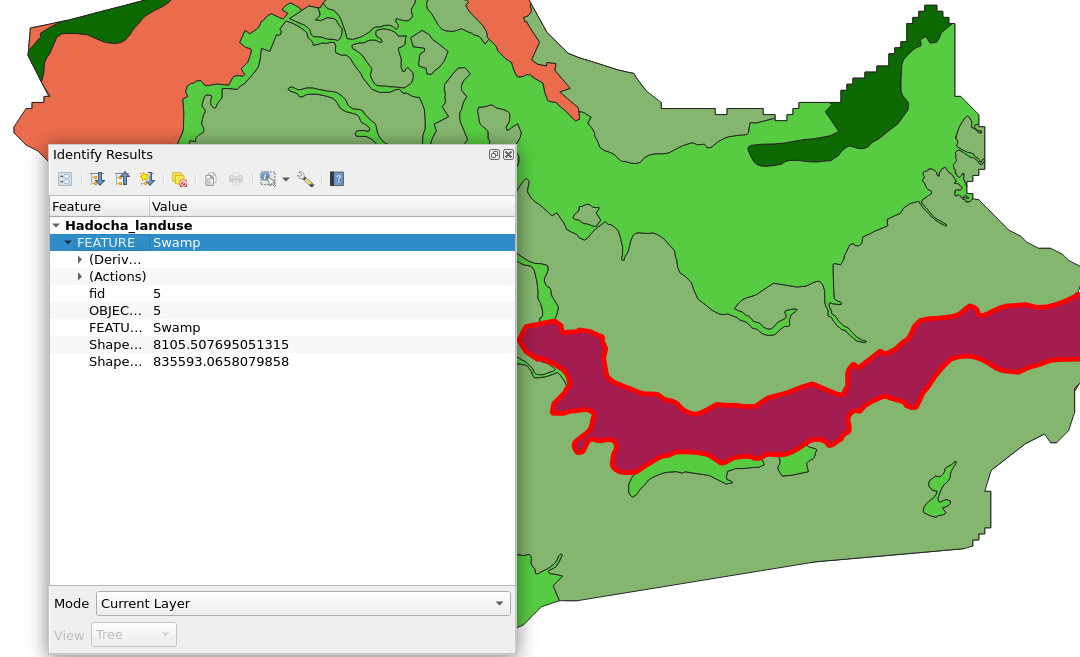 Identify Results
Feature Value
Hadocha_landuse
FEATURE Swamp
(Deriv...
(Actions)
fid 5
OBJEC... 5
FEATU... Swamp
Shape... 8105.507695051315
Shape... 835593.0658079858
Mode Current Layer
View Tree